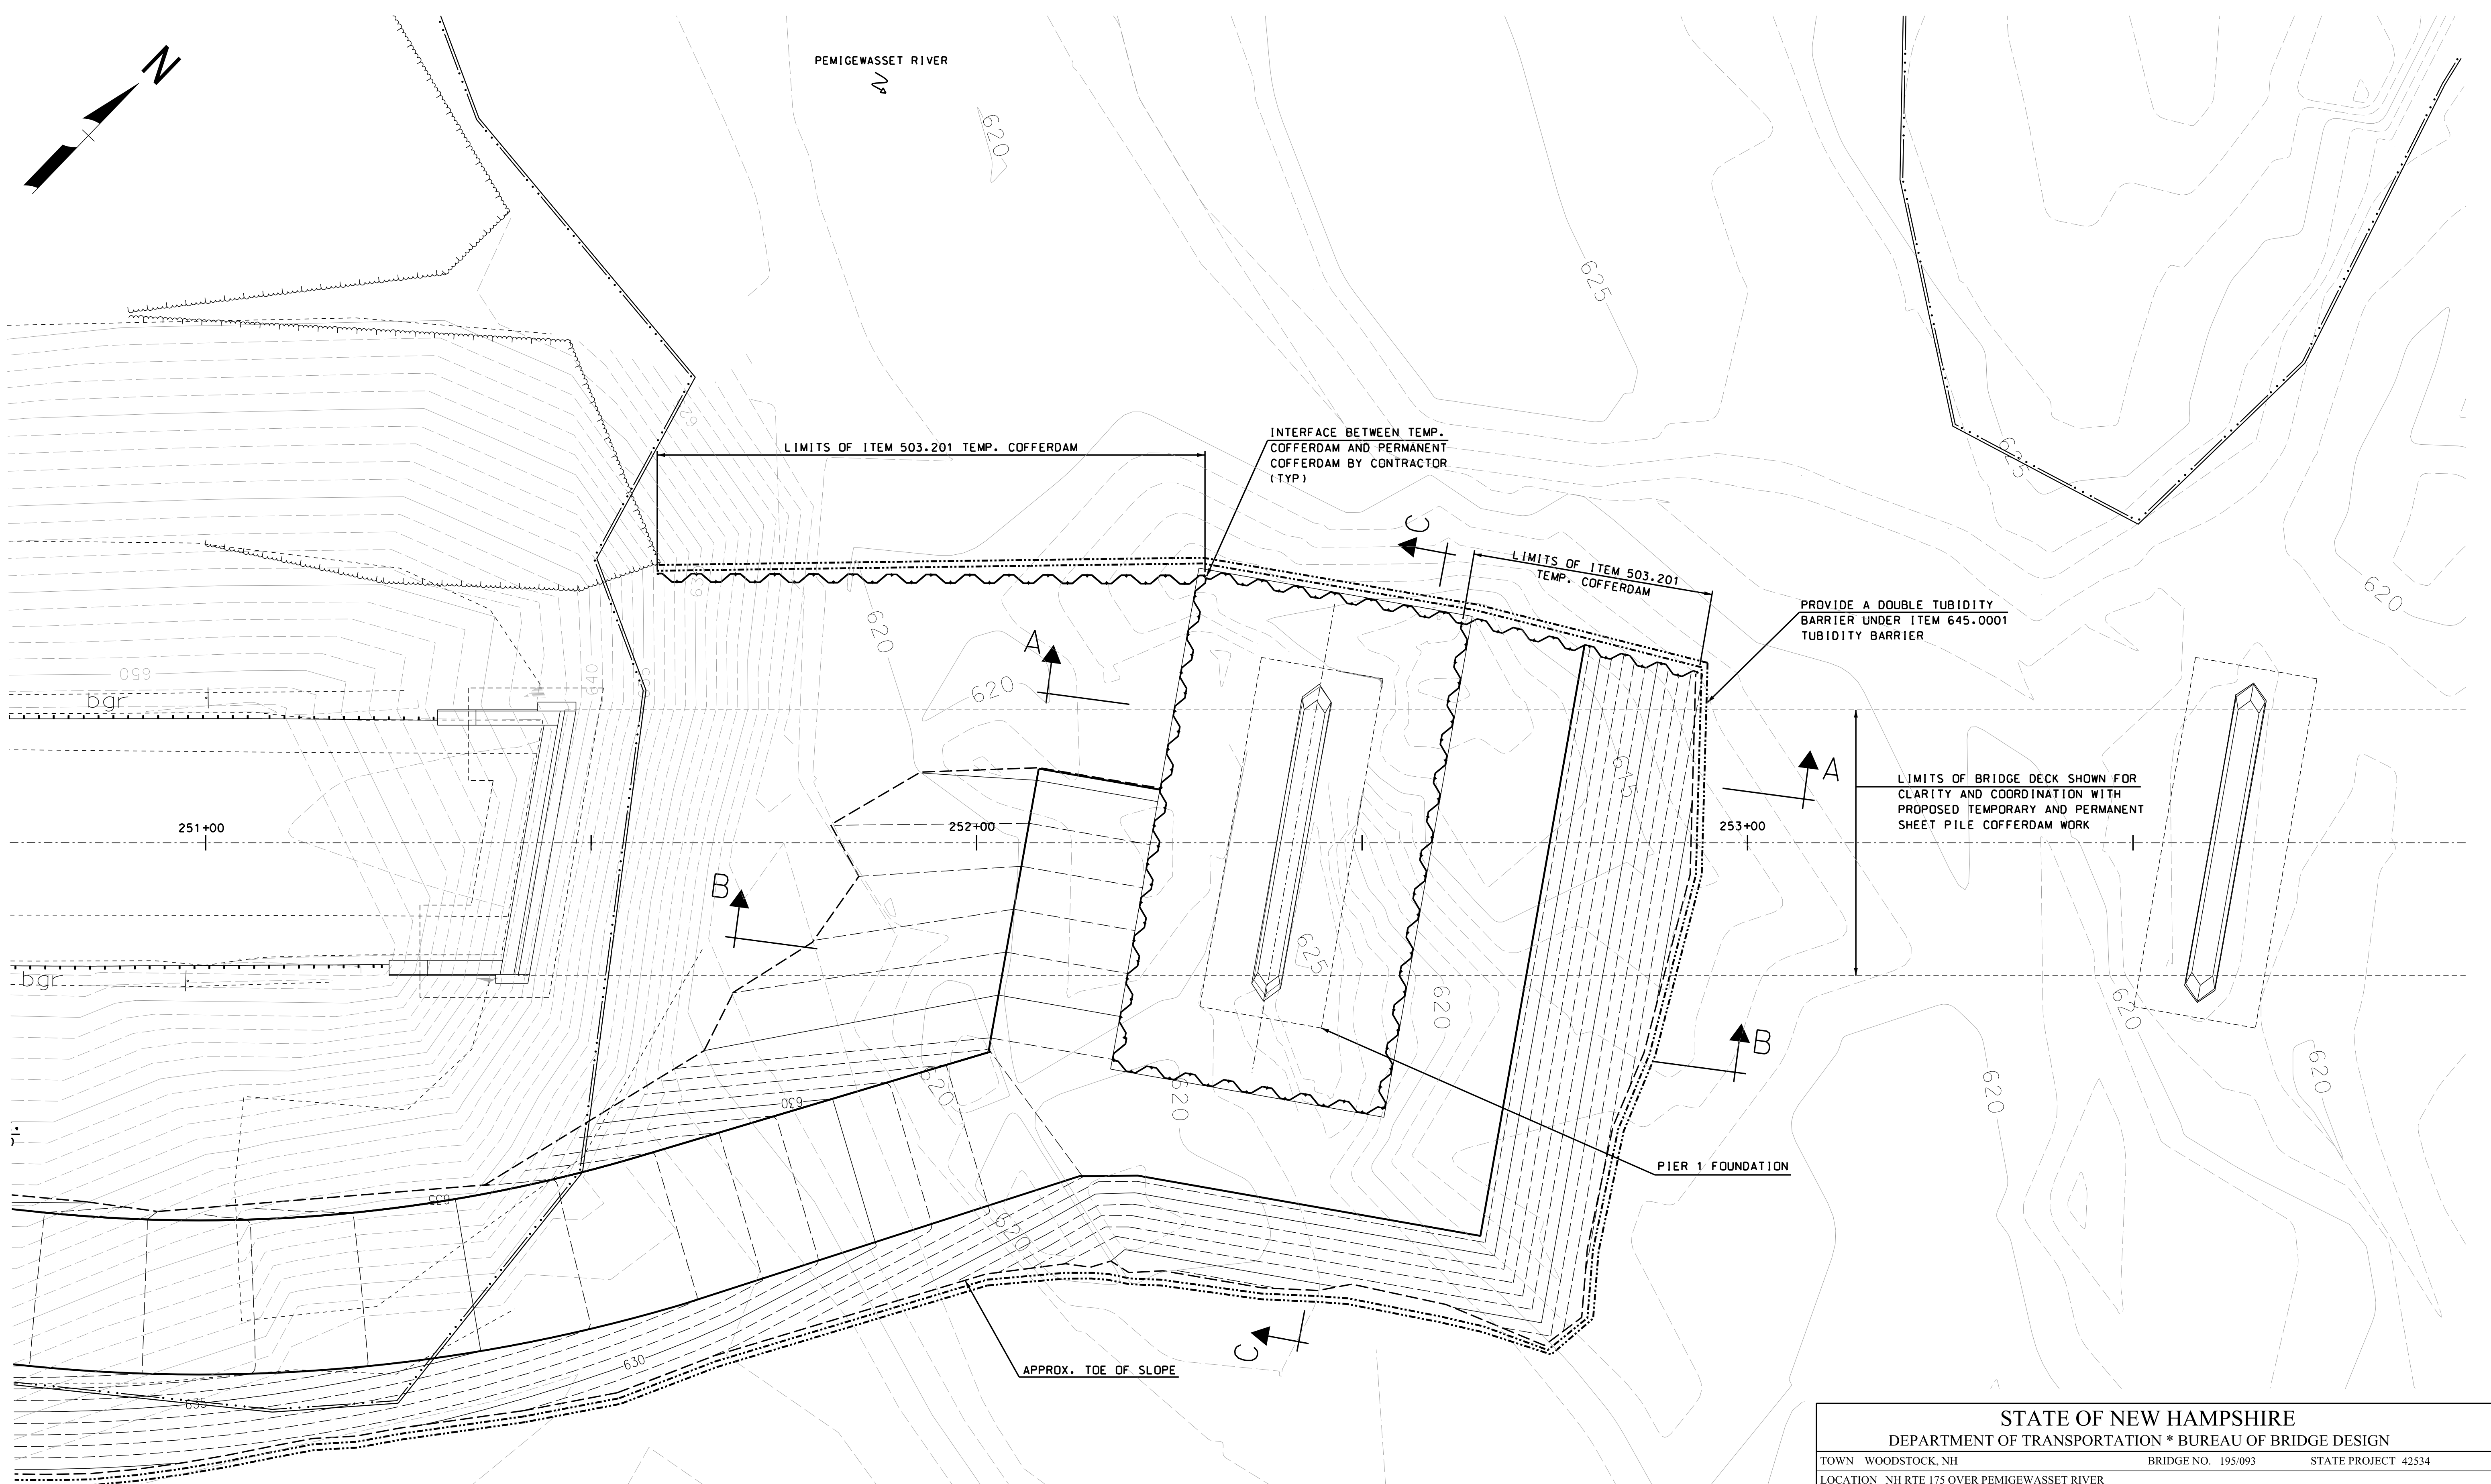 N
PEMIGEWASSET RIVER
620
625
625
620
LIMITS OF ITEM 503.201 TEMP. COFFERDAM
INTERFACE BETWEEN TEMP.
COFFERDAM AND PERMANENT
COFFERDAM BY CONTRACTOR
(TYP)
C
LIMITS OF ITEM 503.201
TEMP. COFFERDAM
PROVIDE A DOUBLE TUBIDITY
BARRIER UNDER ITEM 645.0001
TUBIDITY BARRIER
620
A
620
640
650
bgr
615
A
LIMITS OF BRIDGE DECK SHOWN FOR
CLARITY AND COORDINATION WITH
PROPOSED TEMPORARY AND PERMANENT
SHEET PILE COFFERDAM WORK
251+00
252+00
253+00
B
625
bgr
620
620
620
B
620
620
620
630
PIER 1 FOUNDATION
635
620
C
630
APPROX. TOE OF SLOPE
635
STATE OF NEW HAMPSHIRE
DEPARTMENT OF TRANSPORTATION * BUREAU OF BRIDGE DESIGN
TOWN WOODSTOCK, NH BRIDGE NO. 195/093 STATE PROJECT 42534
LOCATION NH RTE 175 OVER PEMIGEWASSET RIVER